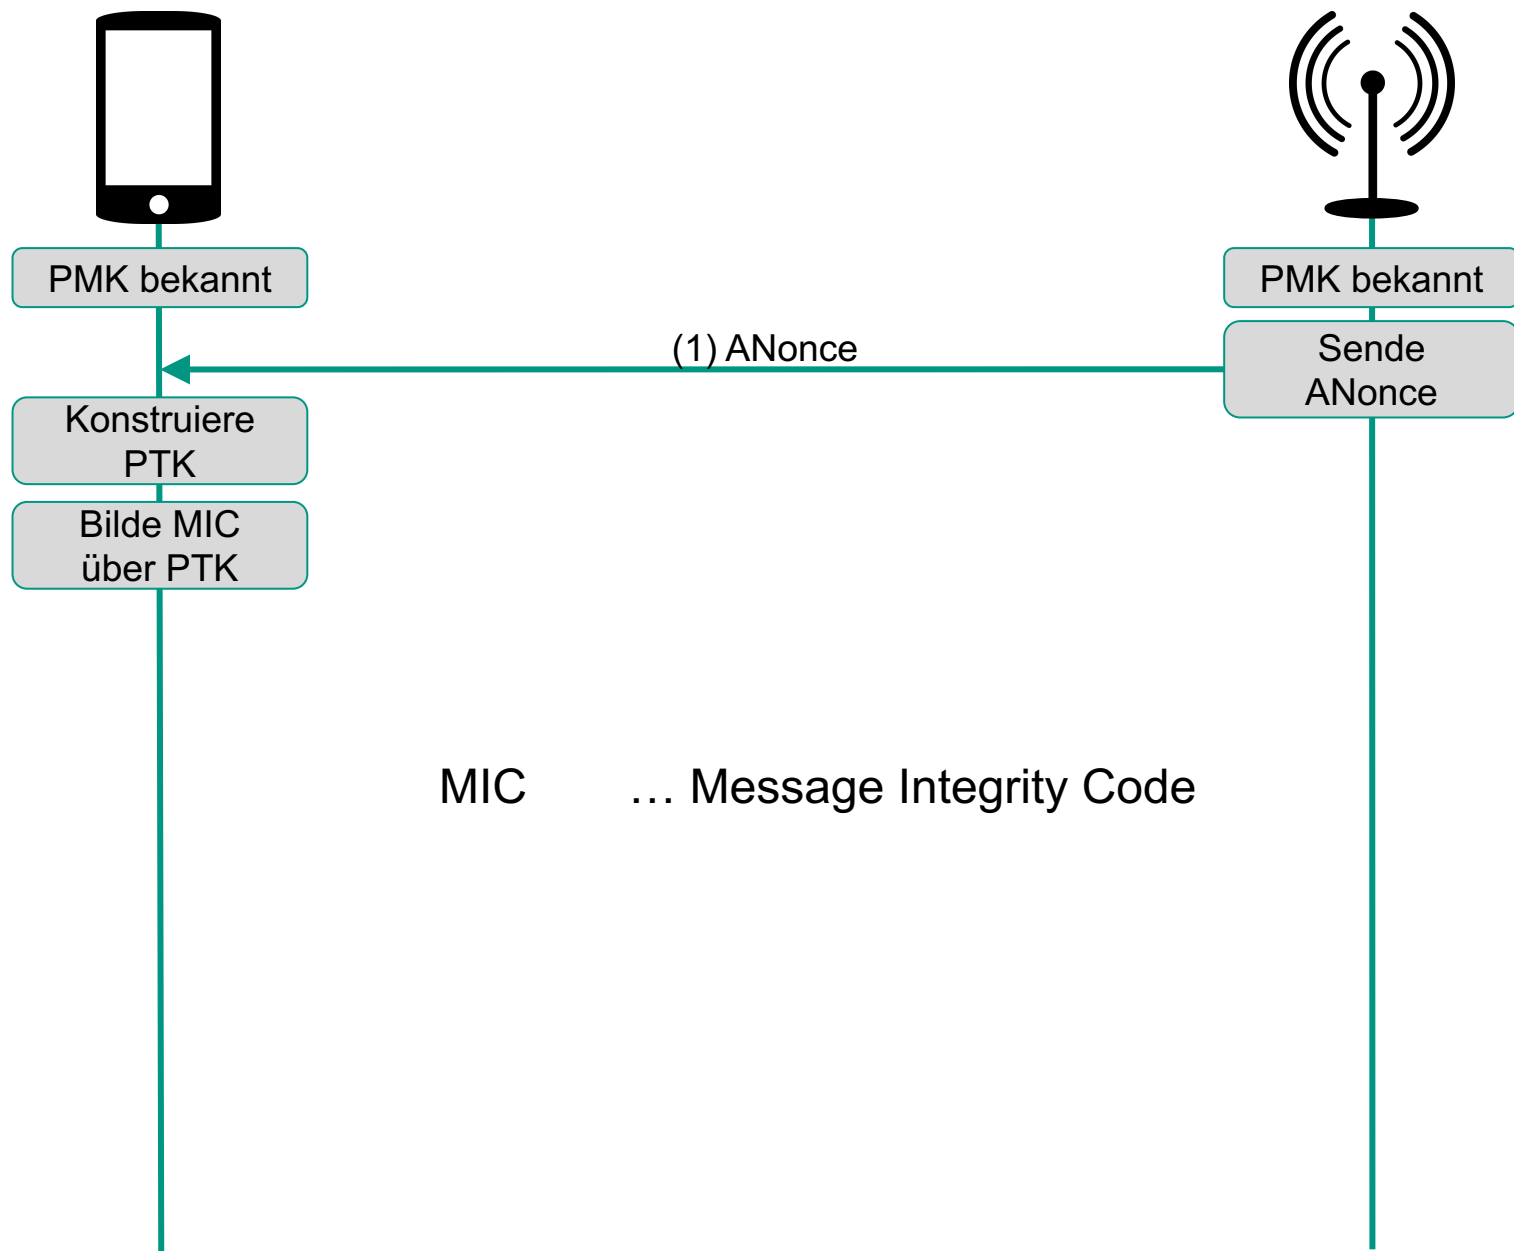 PMK bekannt
PMK bekannt
(1) ANonce
Sende
ANonce
Konstruiere
PTK
Bilde MIC
über PTK
MIC … Message Integrity Code